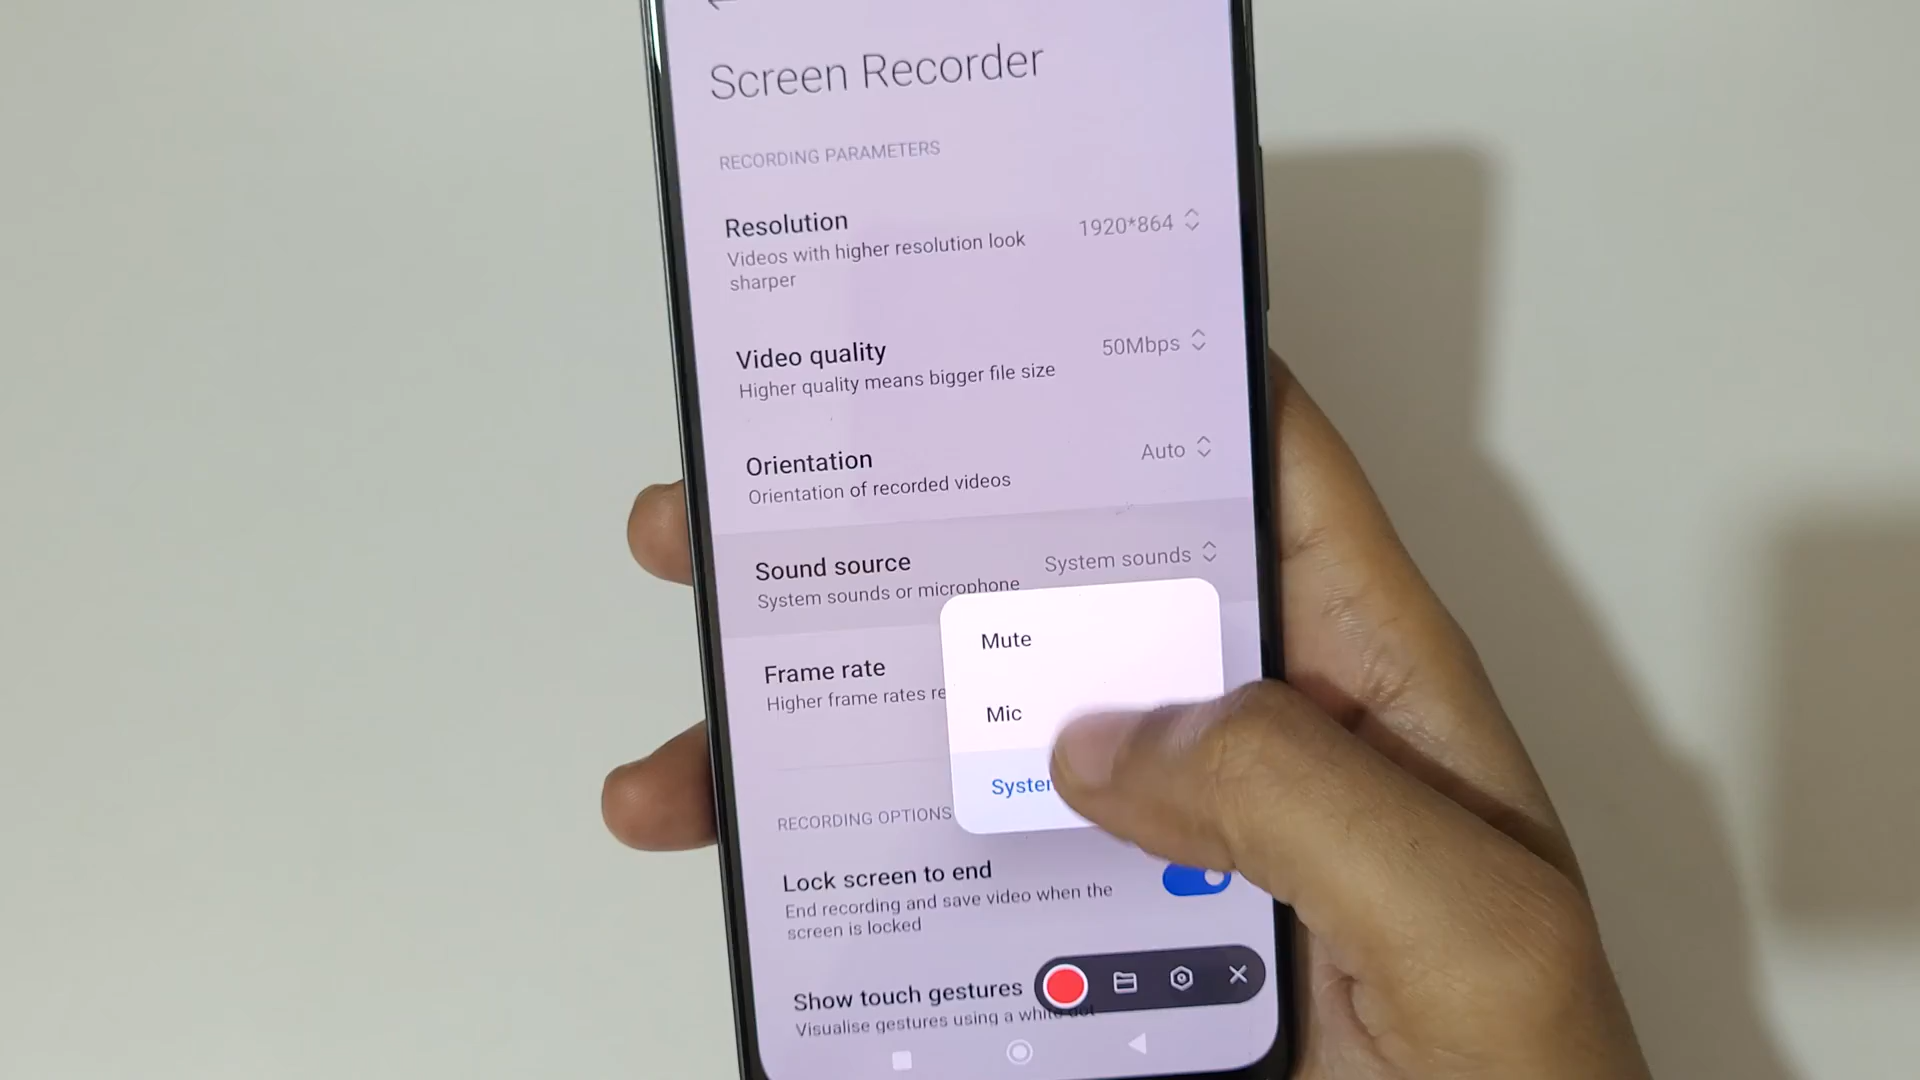 Screen Recorder
RECORDING PARAMETERS
Resolution
1920*864
Videos with higher resolution look
sharper
Video quality
50Mbps
Higher quality means bigger file size
Orientation
Auto
Orientation of recorded videos
Sound source
System sounds
System sounds or microphone
Mute
Frame rate
Higher frame rates
Mic
System
RECORDING OPTIONS
Lock screen to end
End recording and save video when the
screen is locked
Show touch gestures
Visualise gestures using a white dot